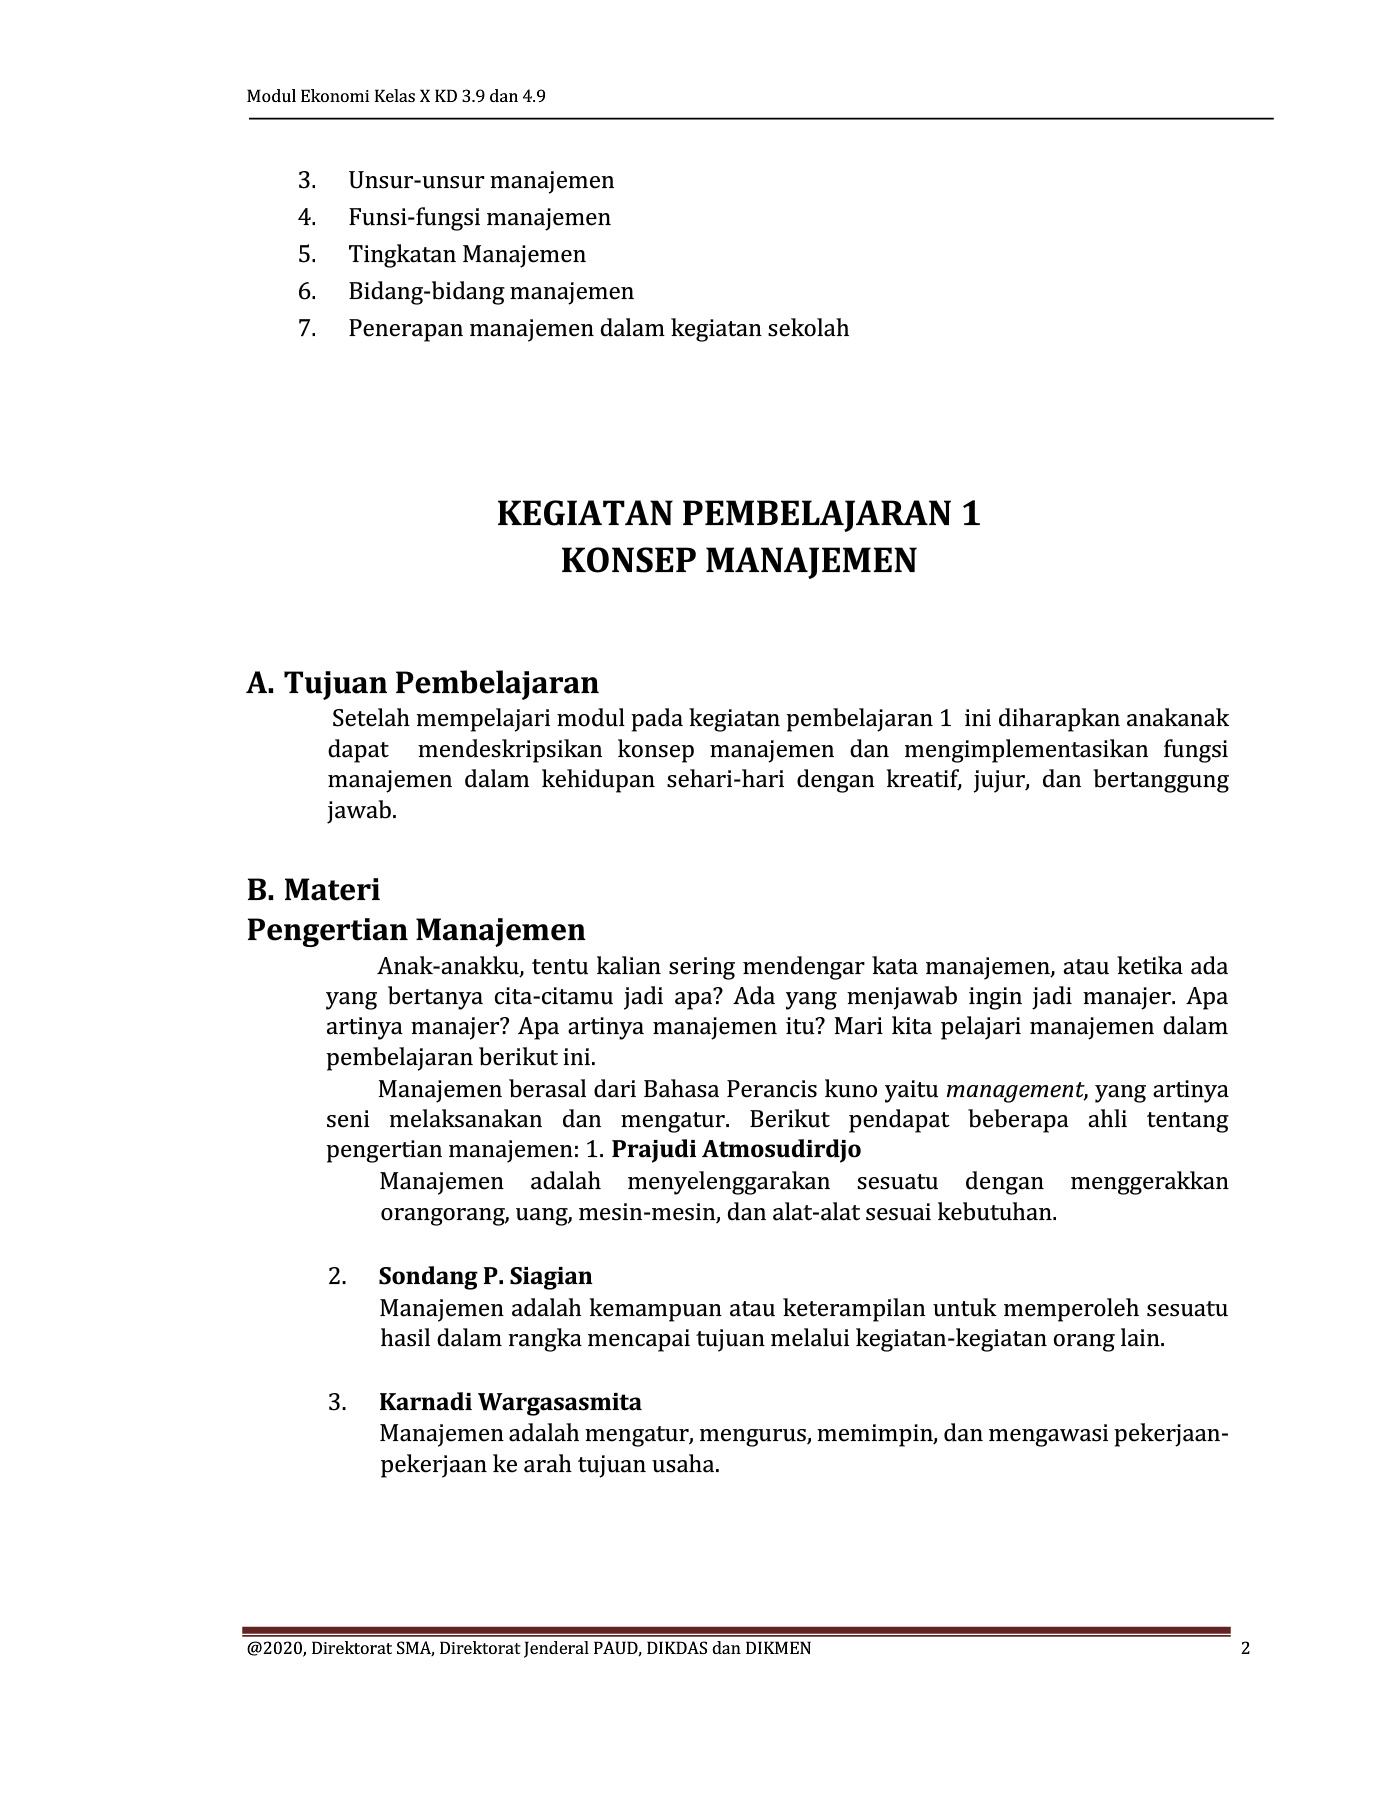 Modul Ekonomi Kelas X KD 3.9 dan 4.9
3. Unsur-unsur manajemen
4. Funsi-fungsi manajemen
5. Tingkatan Manajemen
6. Bidang-bidang manajemen
7. Penerapan manajemen dalam kegiatan sekolah
KEGIATAN PEMBELAJARAN 1
KONSEP MANAJEMEN
A. Tujuan Pembelajaran
Setelah mempelajari modul pada kegiatan pembelajaran 1 ini diharapkan anakanak
dapat mendeskripsikan konsep manajemen dan mengimplementasikan fungsi
manajemen dalam kehidupan sehari-hari dengan kreatif, jujur, dan bertanggung
jawab.
B. Materi
Pengertian Manajemen
Anak-anakku, tentu kalian sering mendengar kata manajemen, atau ketika ada
yang bertanya cita-citamu jadi apa? Ada yang menjawab ingin jadi manajer. Apa
artinya manajer? Apa artinya manajemen itu? Mari kita pelajari manajemen dalam
pembelajaran berikut ini.
Manajemen berasal dari Bahasa Perancis kuno yaitu management, yang artinya
seni melaksanakan dan mengatur. Berikut pendapat beberapa ahli tentang
pengertian manajemen: 1. Prajudi Atmosudirdjo
Manajemen adalah menyelenggarakan sesuatu dengan menggerakkan
orangorang, uang, mesin-mesin, dan alat-alat sesuai kebutuhan.
2. Sondang P. Siagian
Manajemen adalah kemampuan atau keterampilan untuk memperoleh sesuatu
hasil dalam rangka mencapai tujuan melalui kegiatan-kegiatan orang lain.
3. Karnadi Wargasasmita
Manajemen adalah mengatur, mengurus, memimpin, dan mengawasi pekerjaan-
pekerjaan ke arah tujuan usaha.
@2020, Direktorat SMA, Direktorat Jenderal PAUD, DIKDAS dan DIKMEN 2